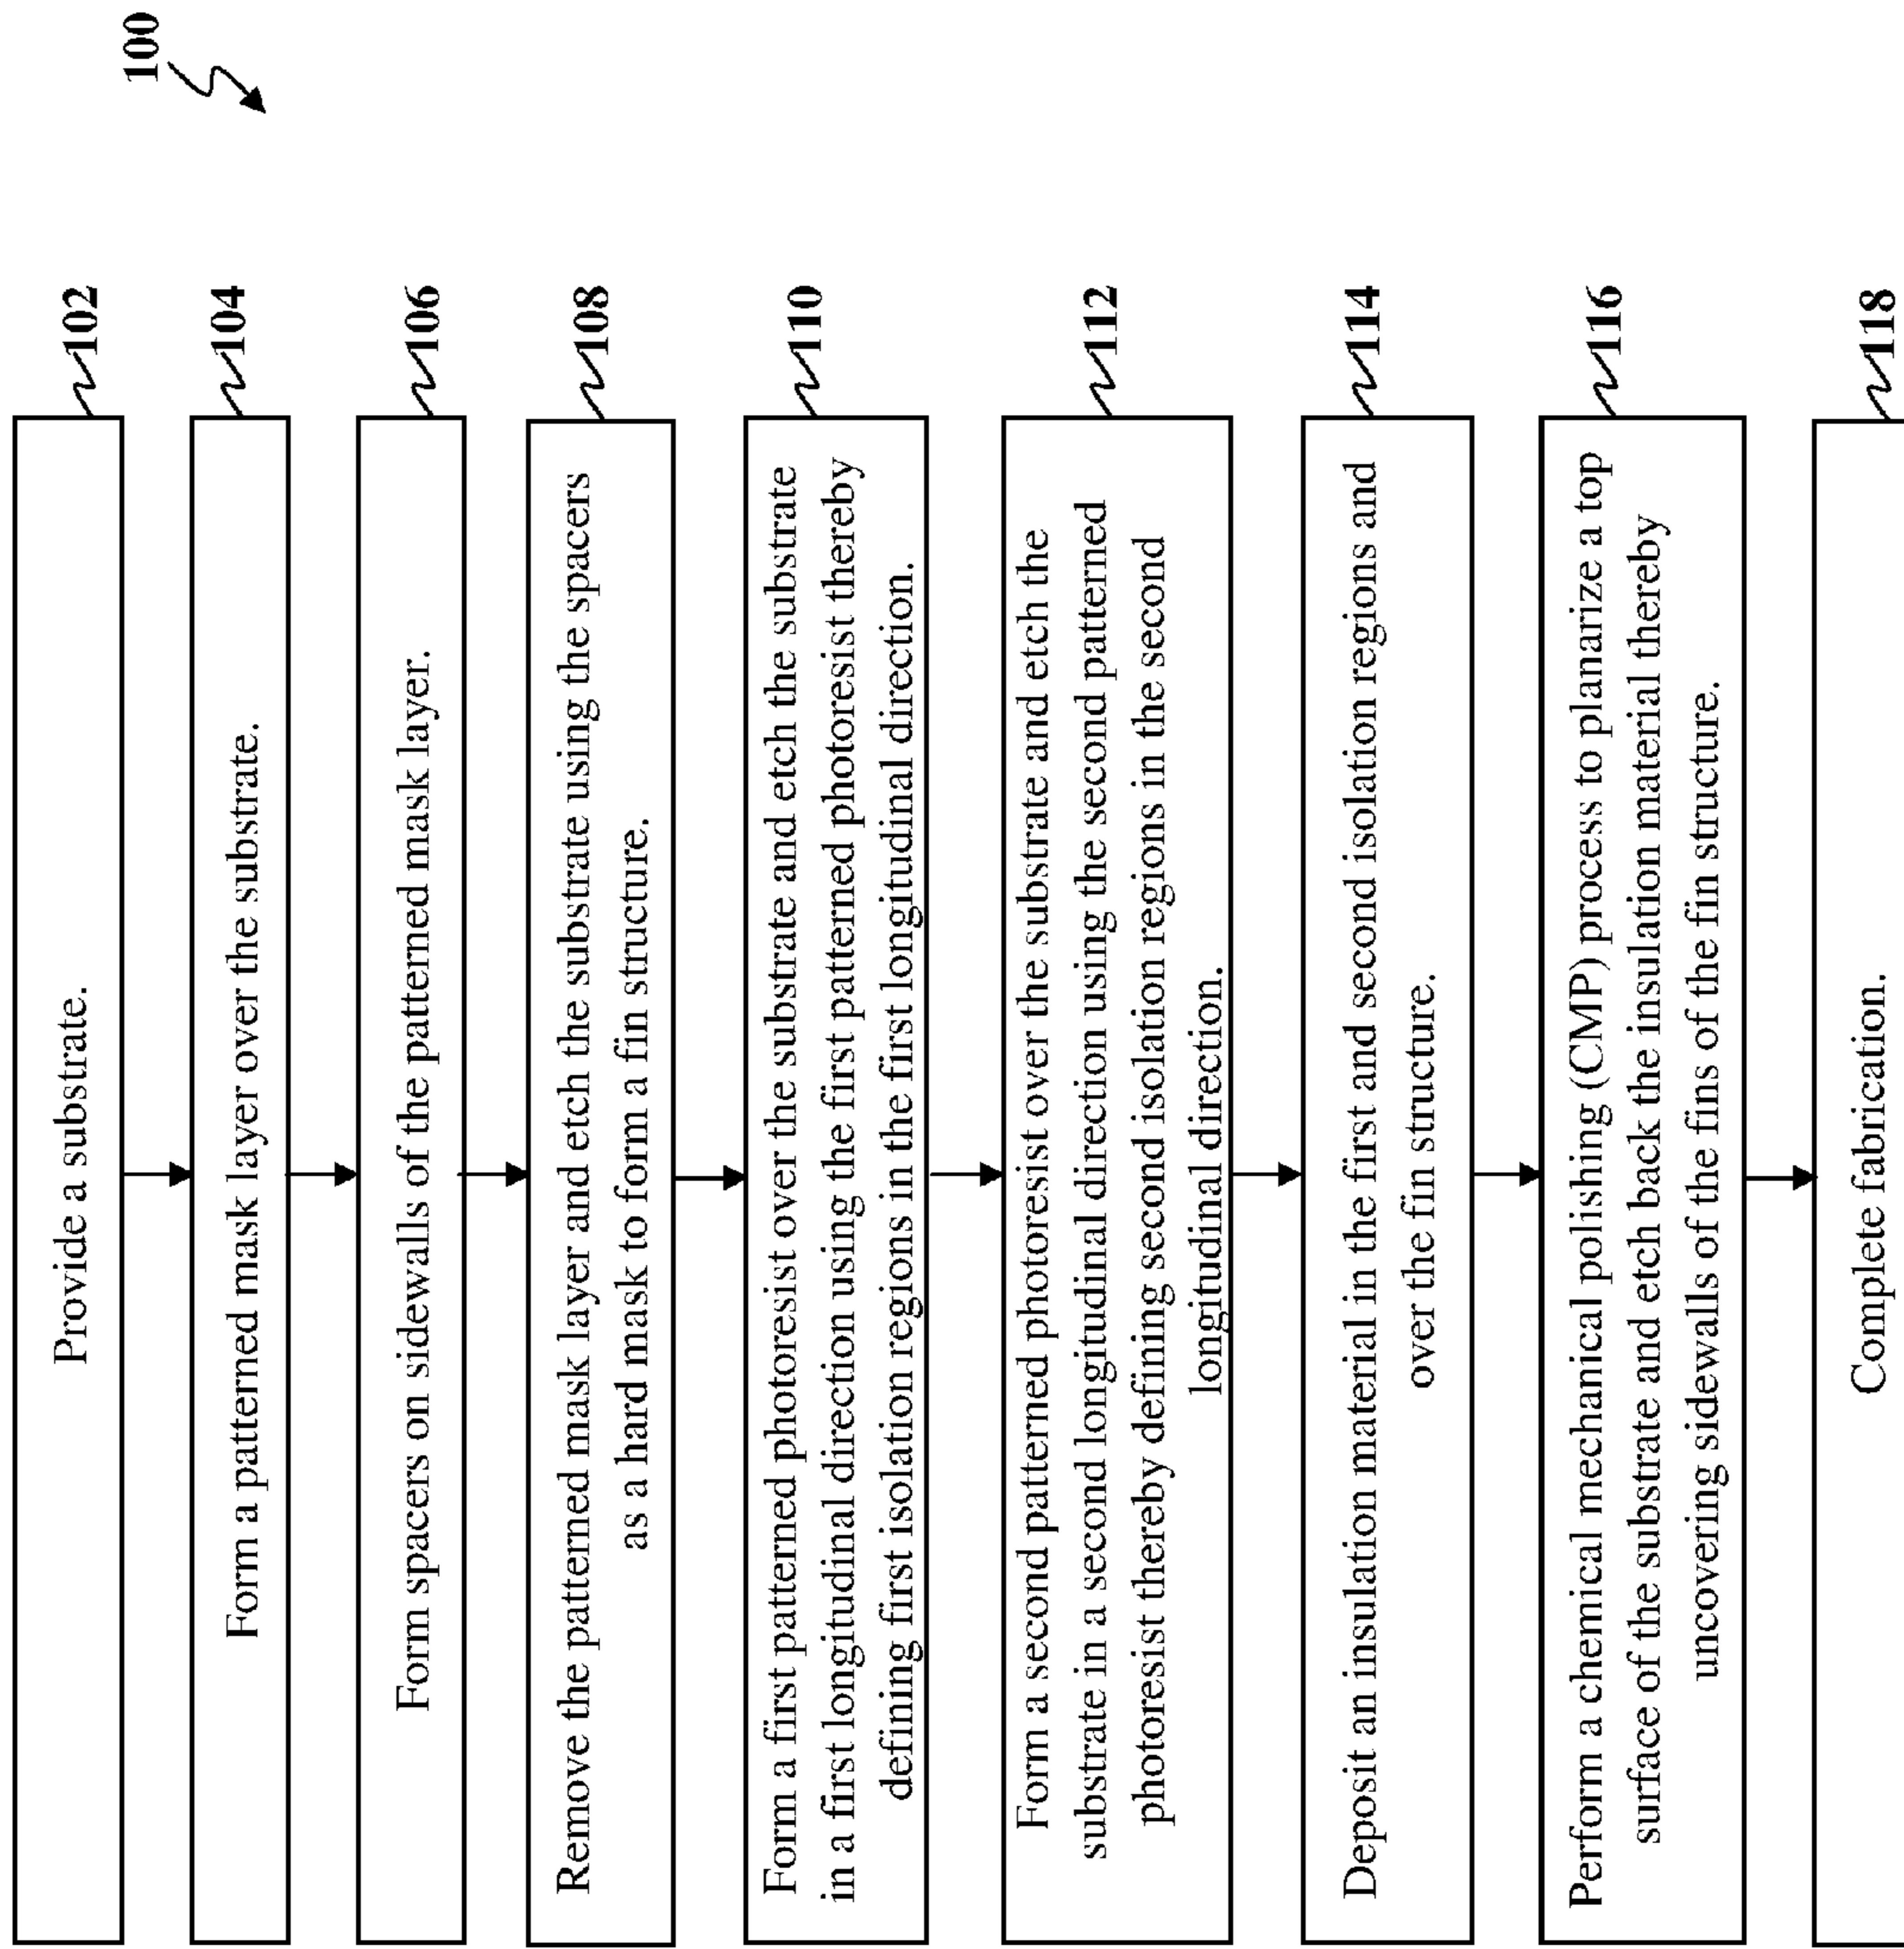 100
Provide a substrate.
102
Form a patterned mask layer over the substrate.
104
Form spacers on sidewalls of the patterned mask layer.
106
Remove the patterned mask layer and etch the substrate using the spacers
as a hard mask to form a fin structure.
108
Form a first patterned photoresist over the substrate and etch the substrate
in a first longitudinal direction using the first patterned photoresist thereby
defining first isolation regions in the first longitudinal direction.
110
Form a second patterned photoresist over the substrate and etch the
substrate in a second longitudinal direction using the second patterned
photoresist thereby defining second isolation regions in the second
longitudinal direction.
112
Deposit an insulation material in the first and second isolation regions and
over the fin structure.
114
Perform a chemical mechanical polishing (CMP) process to planarize a top
surface of the substrate and etch back the insulation material thereby
uncovering sidewalls of the fins of the fin structure.
116
Complete fabrication.
118